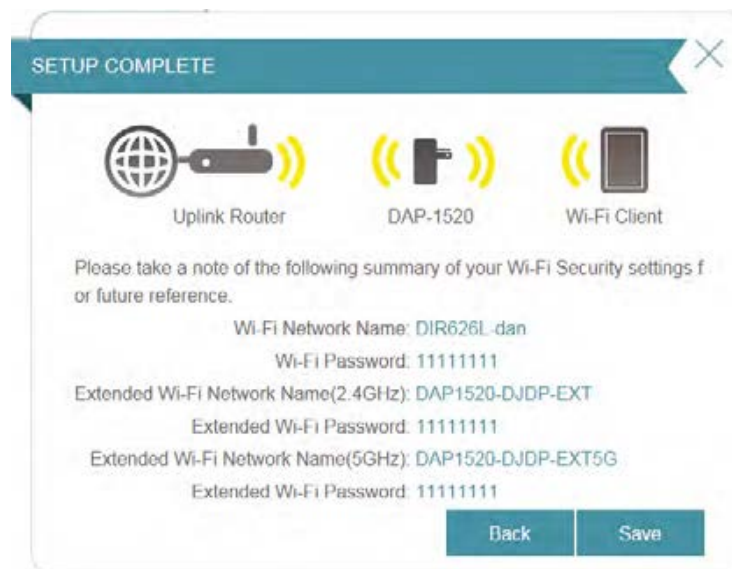 SETUP COMPLETE
Uplink Router
DAP-1520
Wi-Fi Client
Please take a note of the following summary of your Wi-Fi Security settings f
or future reference.
Wi-Fi Network Name: DIR626L-dan
Wi-Fi Password: 11111111
Extended Wi-Fi Network Name(2.4GHz): DAP1520-DJDP-EXT
Extended Wi-Fi Password: 11111111
Extended Wi-Fi Network Name(5GHz): DAP1520-DJDP-EXT5G
Extended Wi-Fi Password: 11111111
Back
Save